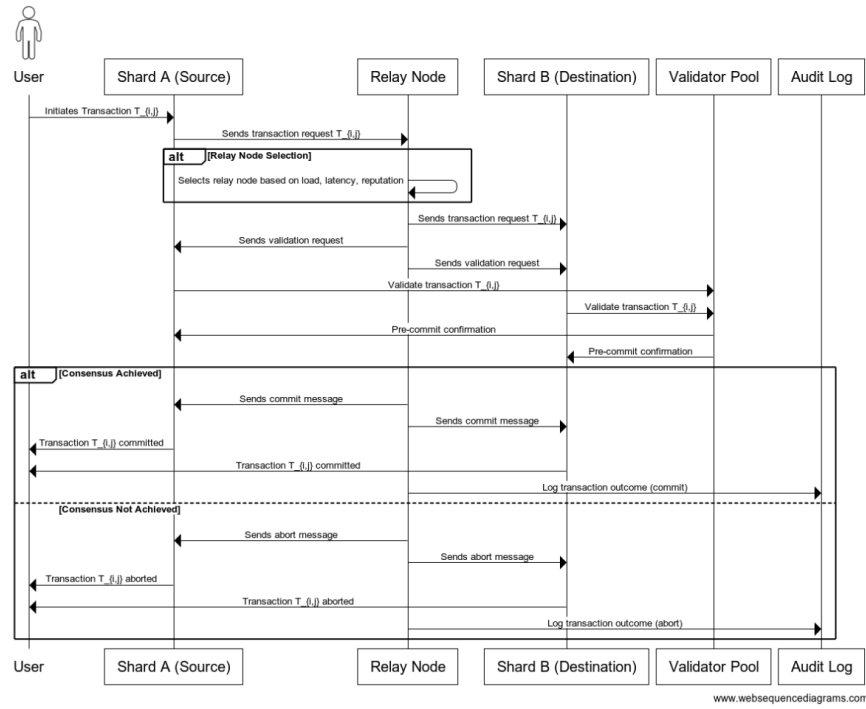 User
Shard A (Source)
Relay Node
Shard B (Destination)
Validator Pool
Audit Log
Initiates Transaction T_{i,j}
Sends transaction request T_{i,j}
alt
[Relay Node Selection]
Selects relay node based on load, latency, reputation
Sends transaction request T_{i,j}
Sends validation request
Sends validation request
Validate transaction T_{i,j}
Validate transaction T_{i,j}
Pre-commit confirmation
Pre-commit confirmation
alt
[Consensus Achieved]
Sends commit message
Sends commit message
Transaction T_{i,j} committed
Transaction T_{i,j} committed
Log transaction outcome (commit)
[Consensus Not Achieved]
Sends abort message
Sends abort message
Transaction T_{i,j} aborted
Transaction T_{i,j} aborted
Log transaction outcome (abort)
User
Shard A (Source)
Relay Node
Shard B (Destination)
Validator Pool
Audit Log
www.websequencediagrams.com